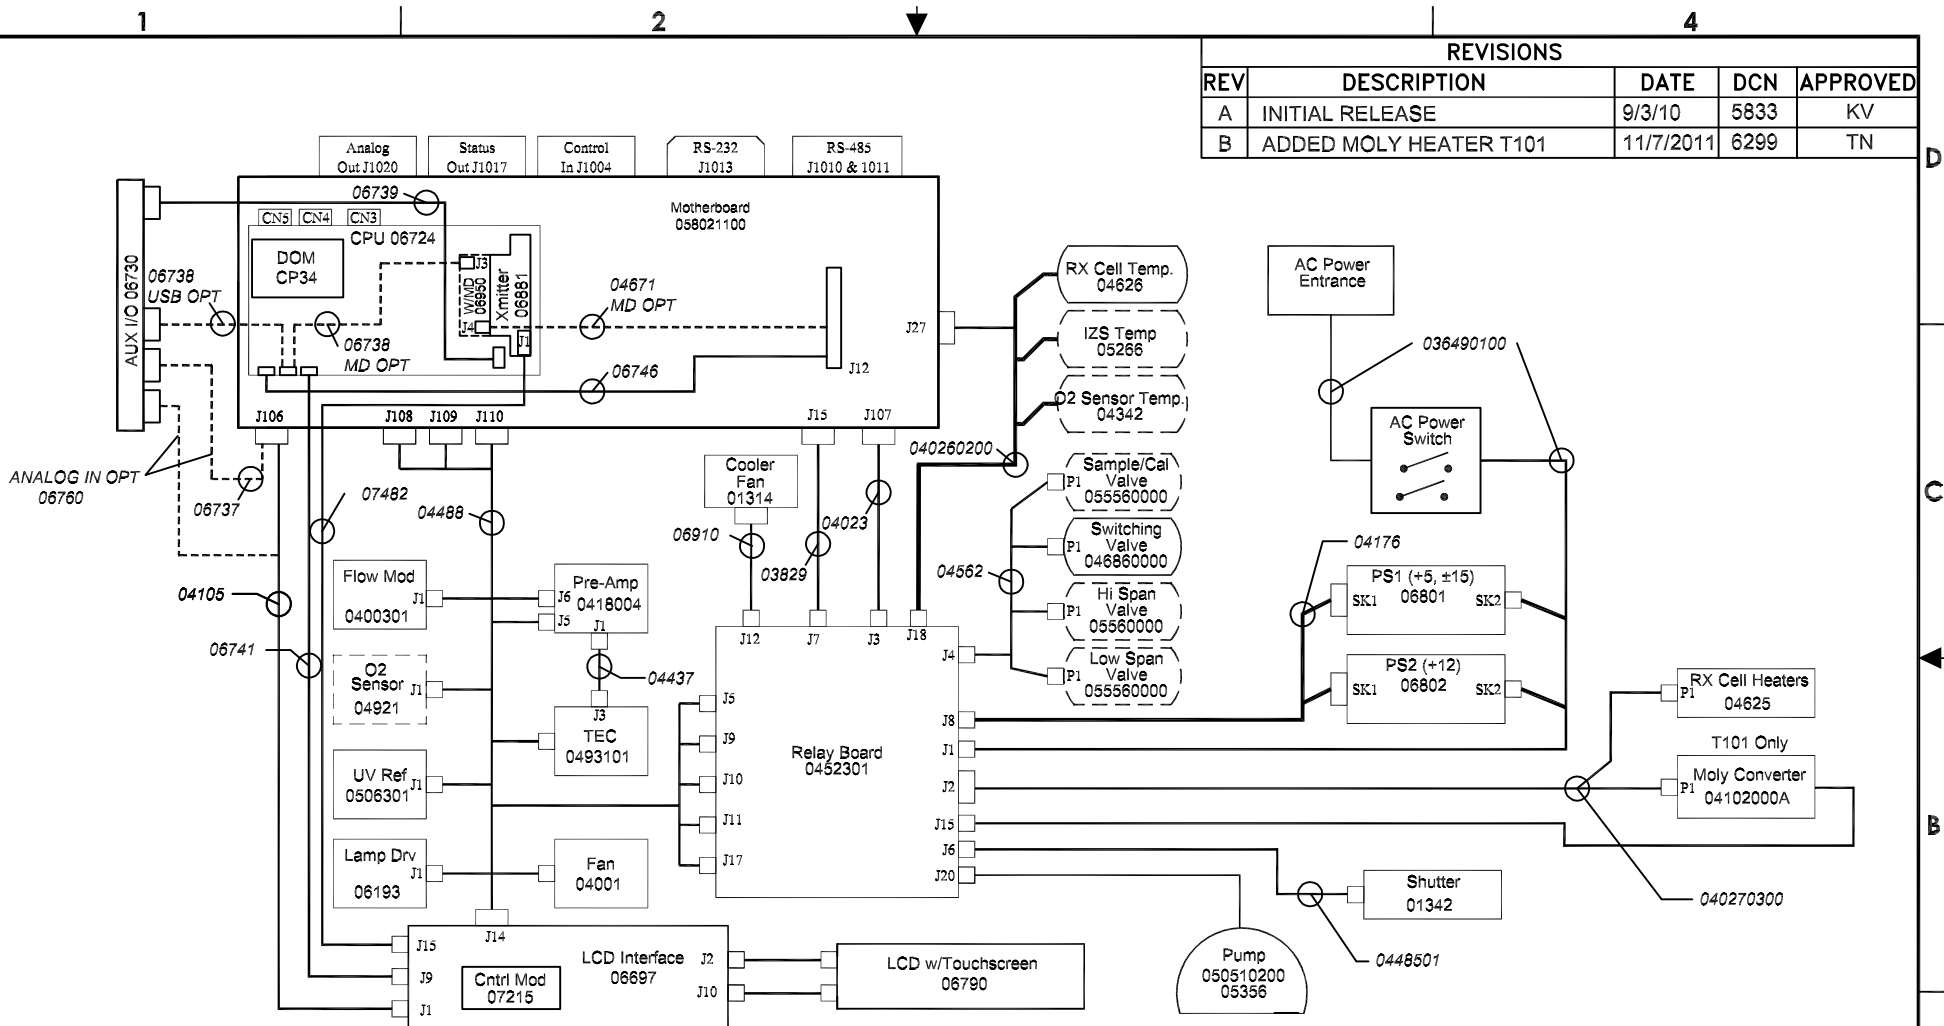 1
2
4
REVISIONS
REV DESCRIPTION DATE DCN APPROVED
A INITIAL RELEASE 9/3/10 5833 KV
B ADDED MOLY HEATER T101 11/7/2011 6299 TN
D
C
B
Analog
Out J1020
Status
Out J1017
Control
In J1004
RS-232
J1013
RS-485
J1010 & 1011
06739
Motherboard
058021100
CN5
CN4
CN3
CPU 06724
DOM
CP34
AUX I/O 06730
06738
USB OPT
06738
MD OPT
J3
W/MD
06950
Xmitter
06881
J4
J1
04671
MD OPT
06746
J12
J27
J106
J108
J109
J110
J15
J107
ANALOG IN OPT
06760
06737
07482
04488
04105
06741
RX Cell Temp.
04626
IZS Temp
05266
O2 Sensor Temp.
04342
040260200
AC Power
Entrance
036490100
AC Power
Switch
Cooler
Fan
01314
06910
03829
04023
04562
P1
Sample/Cal
Valve
055560000
P1
Switching
Valve
046860000
P1
Hi Span
Valve
05560000
P1
Low Span
Valve
055560000
04176
PS1 (+5, ±15)
06801
SK1
SK2
PS2 (+12)
06802
SK1
SK2
Flow Mod
J1
0400301
J6
Pre-Amp
0418004
J5
J1
04437
O2
Sensor
J1
04921
J3
TEC
0493101
UV Ref
J1
0506301
Lamp Drv
J1
06193
Fan
04001
J12
J7
J3
J18
J4
J5
J9
J10
J11
J17
J8
J1
J2
J15
J6
J20
Relay Board
0452301
P1
RX Cell Heaters
04625
T101 Only
P1
Moly Converter
04102000A
040270300
Shutter
01342
0448501
Pump
050510200
05356
J14
J15
J9
J1
LCD Interface
06697
Cntrl Mod
07215
J2
J10
LCD w/Touchscreen
06790